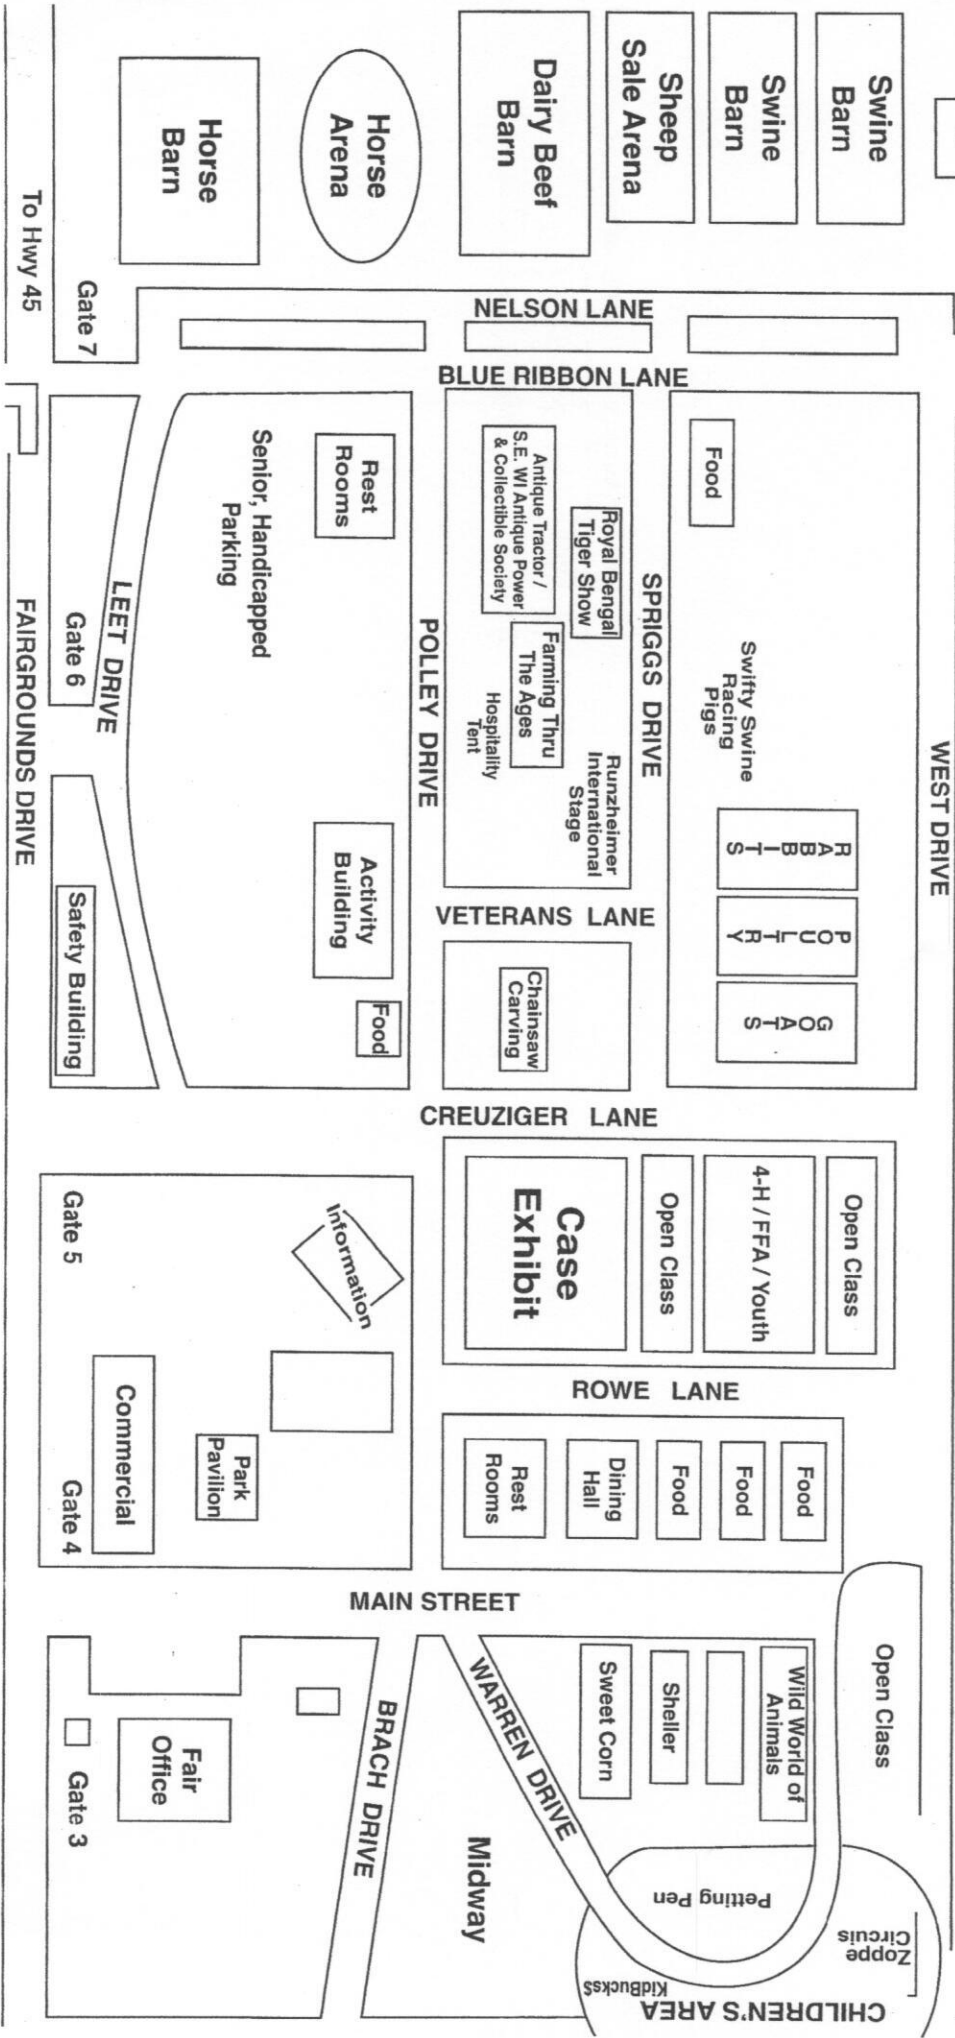 Swine
Barn
Swine
Barn
Sheep
Sale Arena
Dairy Beef
Barn
Horse
Arena
Horse
Barn
To Hwy 45
Gate 7
NELSON LANE
BLUE RIBBON LANE
WEST DRIVE
Food
Swifty Swine
Racing
Pigs
RABBITS
POULTRY
GOATS
SPRIGGS DRIVE
Royal Bengal
Tiger Show
Antique Tractor /
S.E. WI Antique Power
& Collectible Society
Farming Thru
The Ages
Hospitality
Tent
Runzheimer
International
Stage
POLLEY DRIVE
VETERANS LANE
Chainsaw
Carving
Rest
Rooms
Senior, Handicapped
Parking
Activity
Building
Food
LEET DRIVE
Gate 6
Safety Building
FAIRGROUNDS DRIVE
CREUZIGER LANE
Open Class
4-H / FFA / Youth
Open Class
Case
Exhibit
Information
Gate 5
Commercial
Park
Pavilion
Gate 4
ROWE LANE
Food
Food
Food
Dining
Hall
Rest
Rooms
MAIN STREET
Open Class
Wild World of
Animals
Sheller
Sweet Corn
WARREN DRIVE
BRACH DRIVE
Midway
Fair
Office
Gate 3
Petting Pen
Zoppe
Circuis
KidBucks$
CHILDREN'S AREA